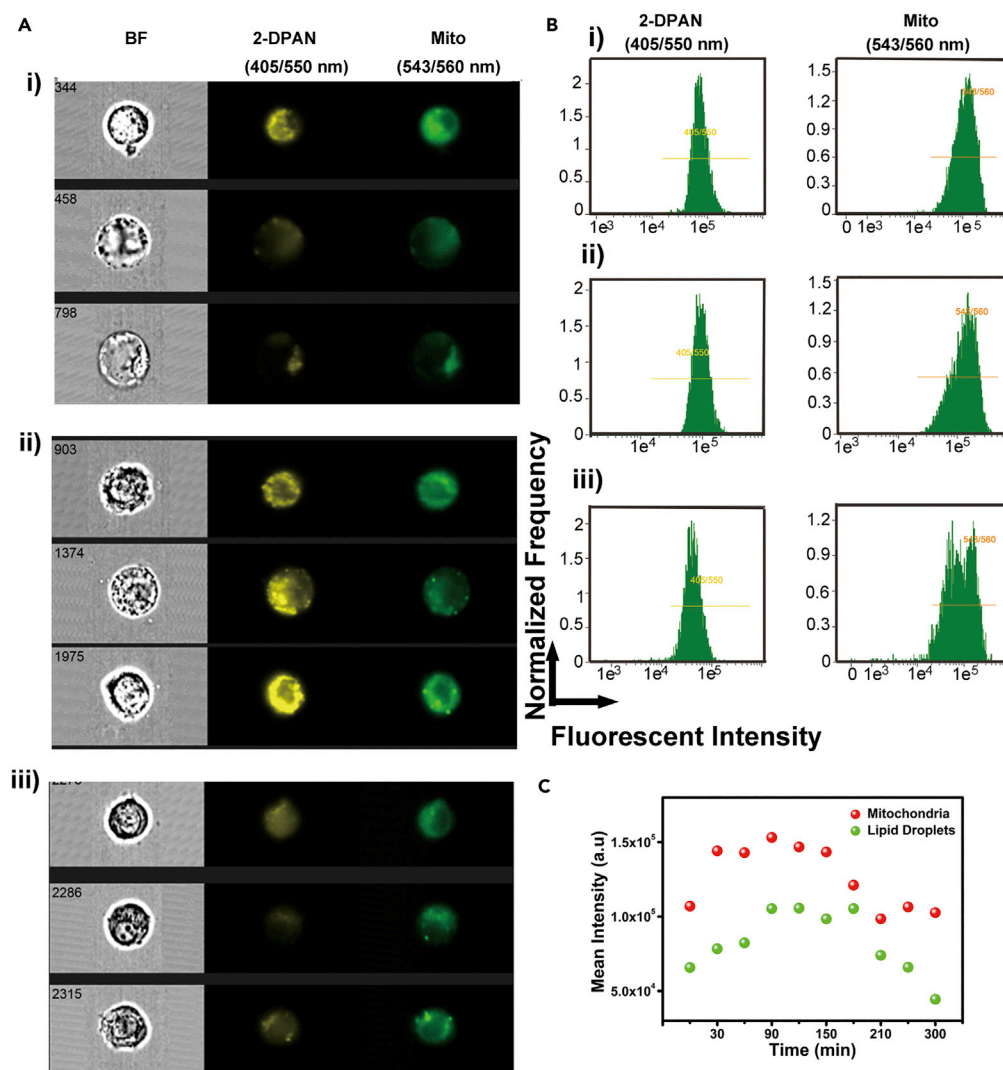 A
BF
2-DPAN
(405/550 nm)
Mito
(543/560 nm)
i)
344
458
798
ii)
903
1374
1975
iii)
2286
2315
B
2-DPAN
(405/550 nm)
Mito
(543/560 nm)
i)
2
1.5
1
0.5
0
405/550
1e3 1e4 1e5
1.5
1.2
0.9
0.6
0.3
0
543/560
0 1e3 1e4 1e5
ii)
2
1.5
1
0.5
0
405/550
1e4 1e5
1.5
1.2
0.9
0.6
0.3
0
543/560
1e3 1e4 1e5
iii)
2
1.5
1
0.5
0
405/550
1e3 1e4 1e5
1.2
0.9
0.6
0.3
0
543/560
0 1e3 1e4 1e5
Normalized Frequency
Fluorescent Intensity
C
Mitochondria
Lipid Droplets
1.5x10⁵
1.0x10⁵
5.0x10⁴
Mean Intensity (a.u)
30 90 150 210 300
Time (min)